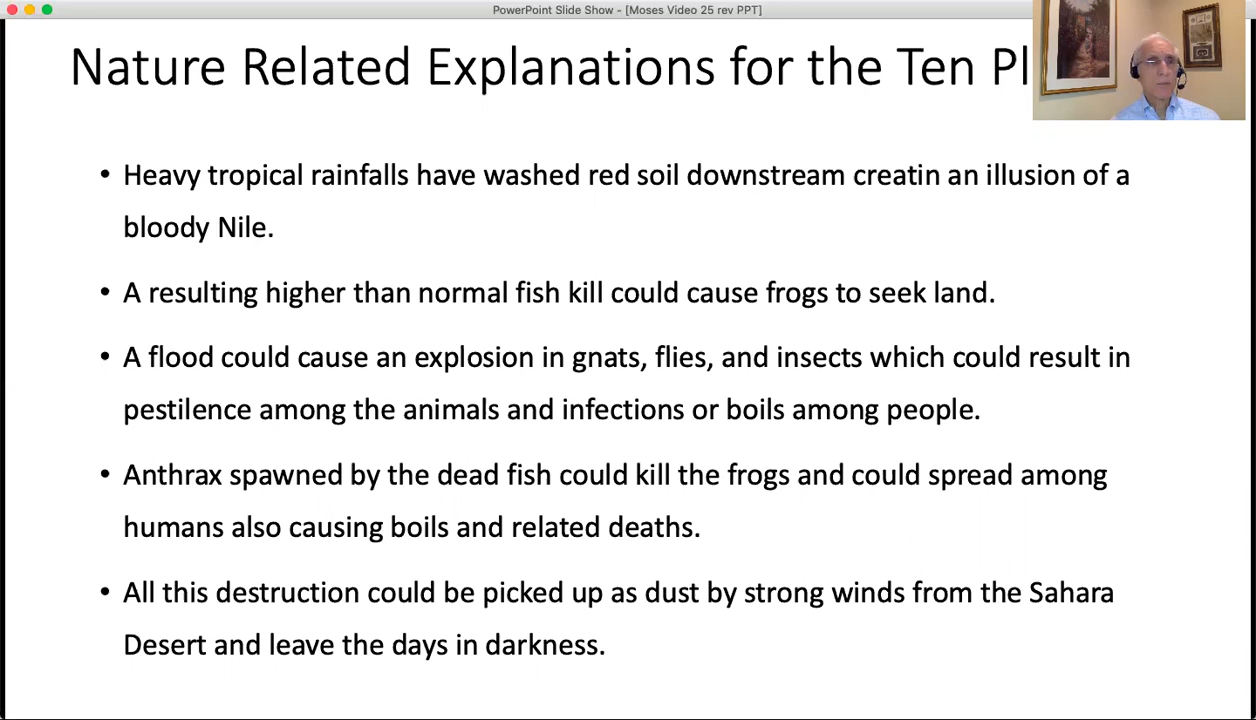 PowerPoint Slide Show - [Moses Video 25 rev PPT]
Nature Related Explanations for the Ten Pl
• Heavy tropical rainfalls have washed red soil downstream creatin an illusion of a
bloody Nile.
• A resulting higher than normal fish kill could cause frogs to seek land.
• A flood could cause an explosion in gnats, flies, and insects which could result in
pestilence among the animals and infections or boils among people.
• Anthrax spawned by the dead fish could kill the frogs and could spread among
humans also causing boils and related deaths.
• All this destruction could be picked up as dust by strong winds from the Sahara
Desert and leave the days in darkness.